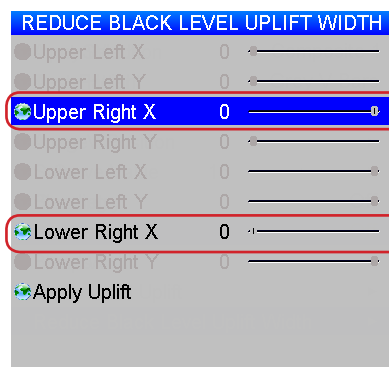 REDUCE BLACK LEVEL UPLIFT WIDTH
Upper Left X 0
Upper Left Y 0
Upper Right X 0
Upper Right Y 0
Lower Left X 0
Lower Left Y 0
Lower Right X 0
Lower Right Y 0
Apply Uplift